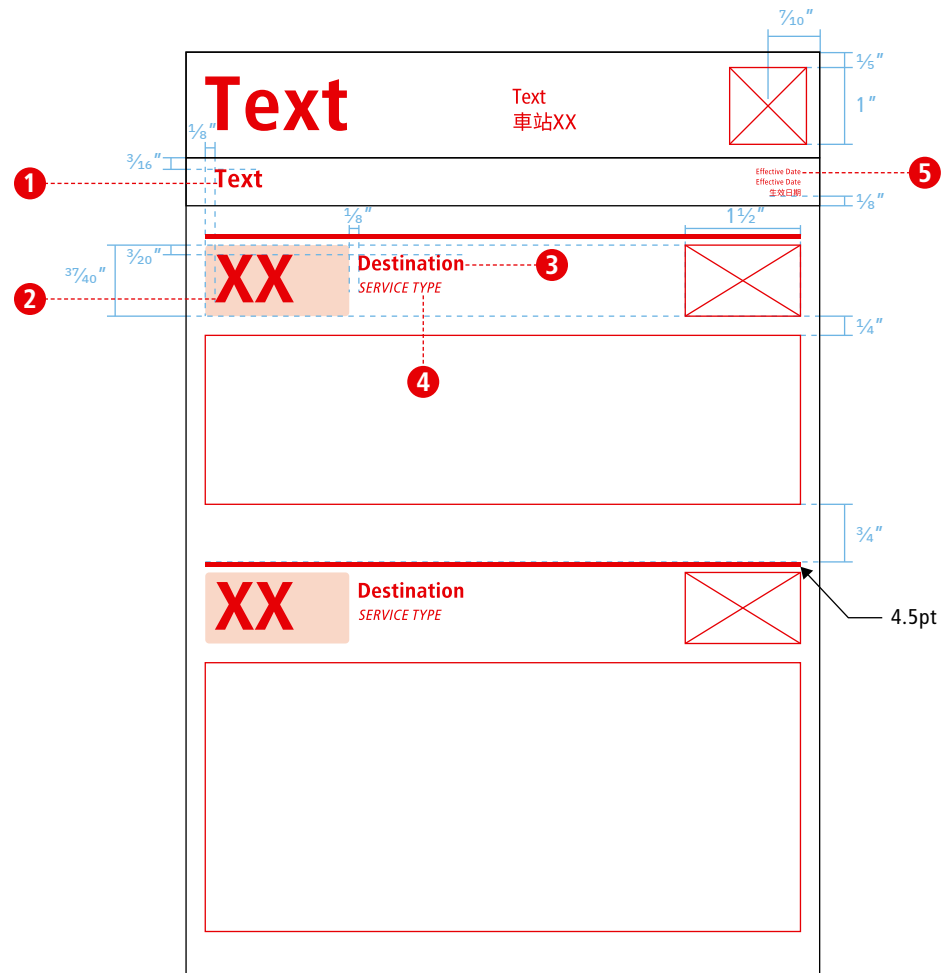 7/10"
1/5"
Text
Text
車站XX
1"
1/8"
3/16"
1
Text
Effective Date
Effective Date
生效日期
5
1/8"
1/8"
1 1/2"
3/20"
37/40"
2
XX
Destination
3
SERVICE TYPE
1/4"
4
3/4"
XX
Destination
SERVICE TYPE
4.5pt